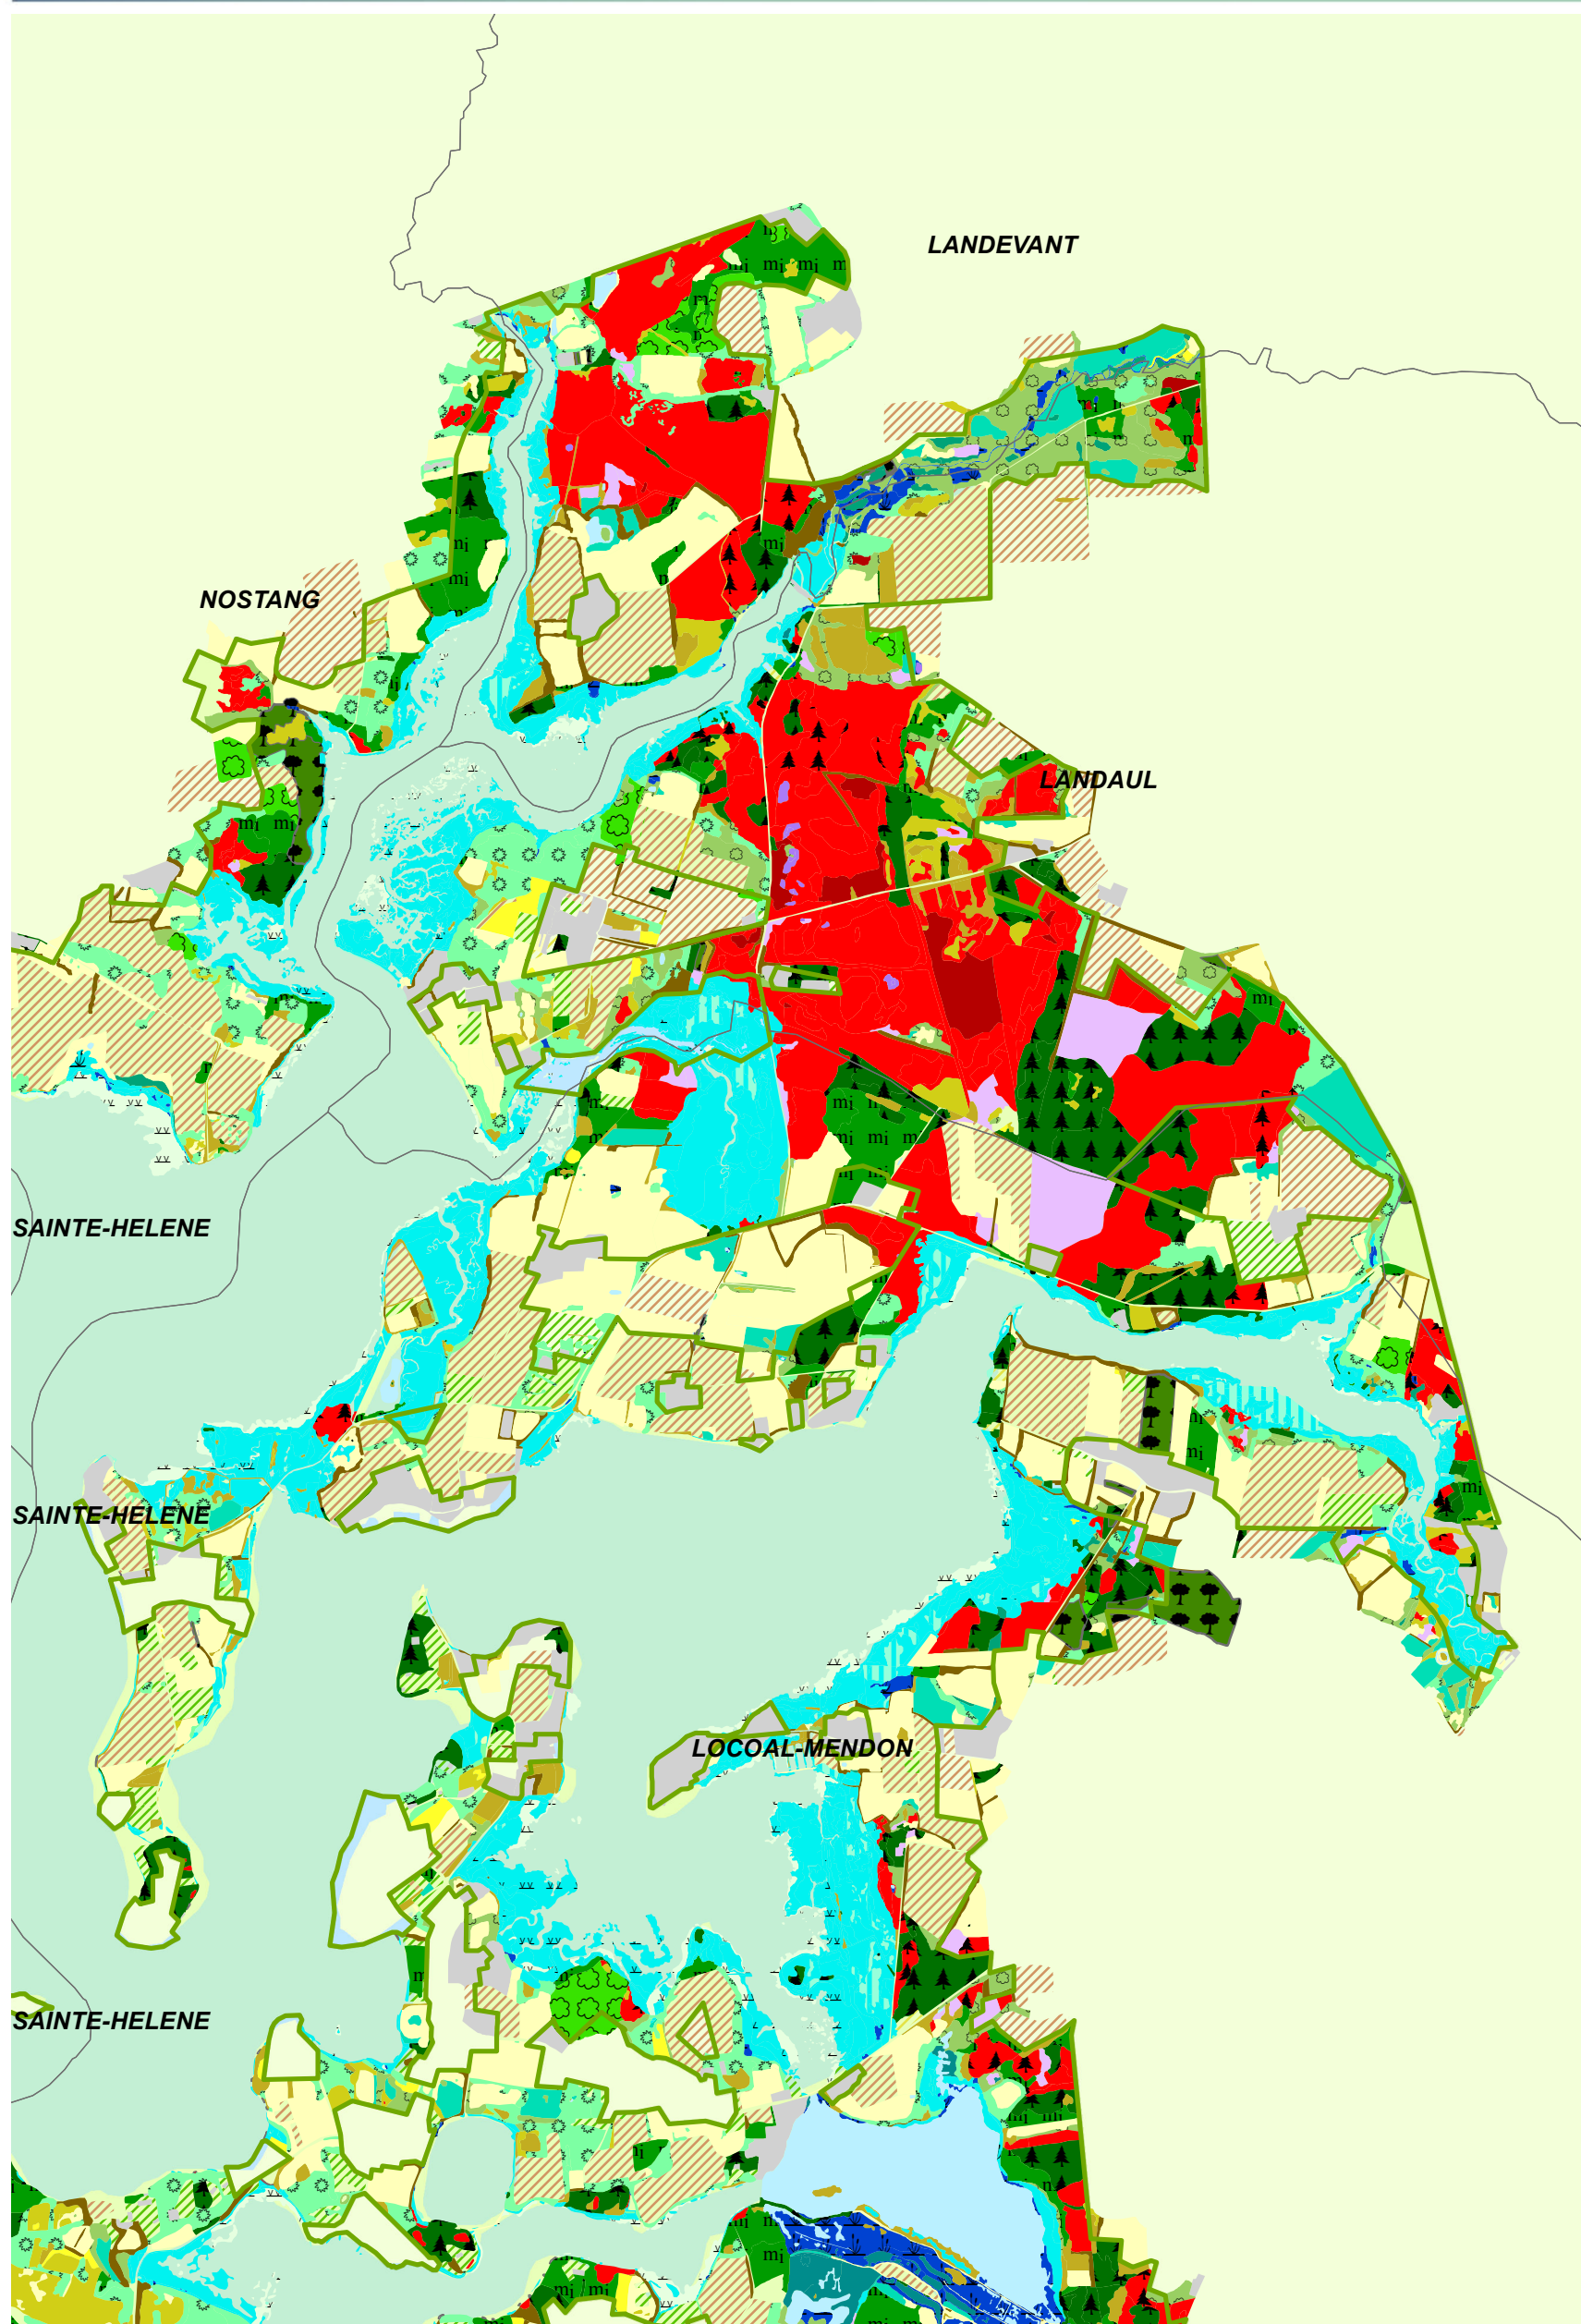 LANDEVANT
NOSTANG
LANDAUL
SAINTE-HELENE
SAINTE-HELENE
LOCOAL-MENDON
SAINTE-HELENE